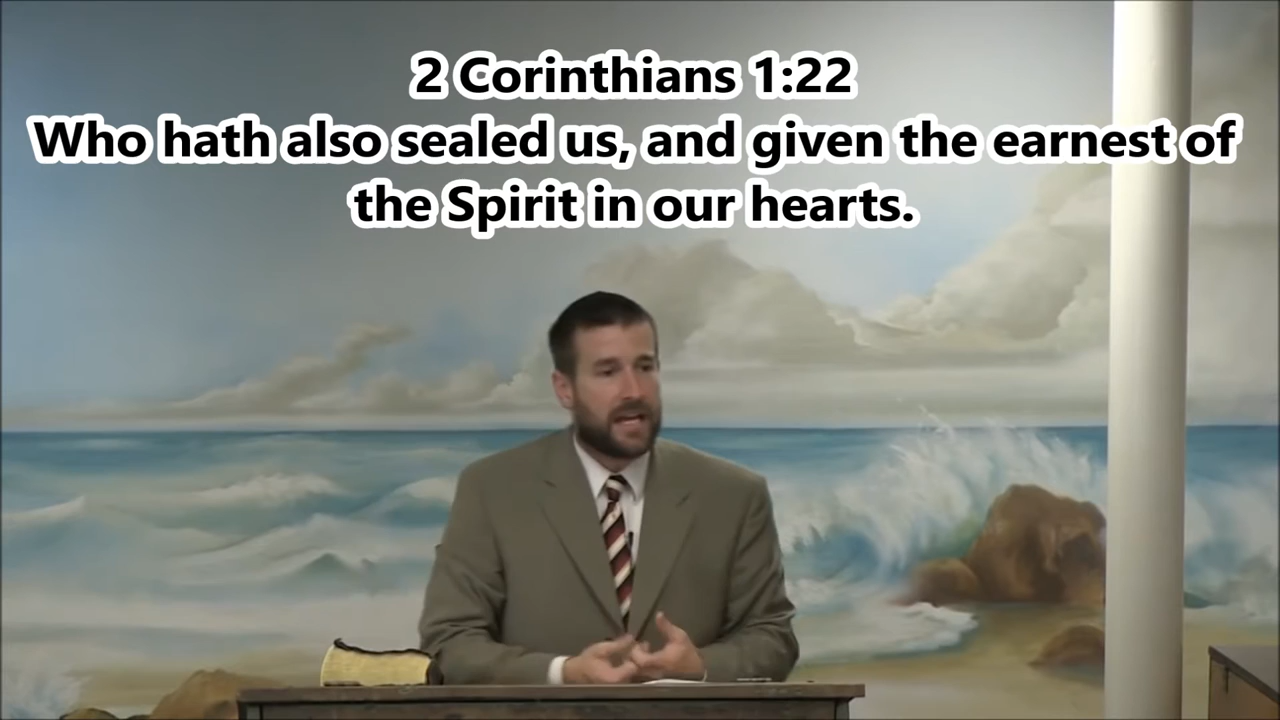 2 Corinthians 1:22
Who hath also sealed us, and given the earnest of
the Spirit in our hearts.